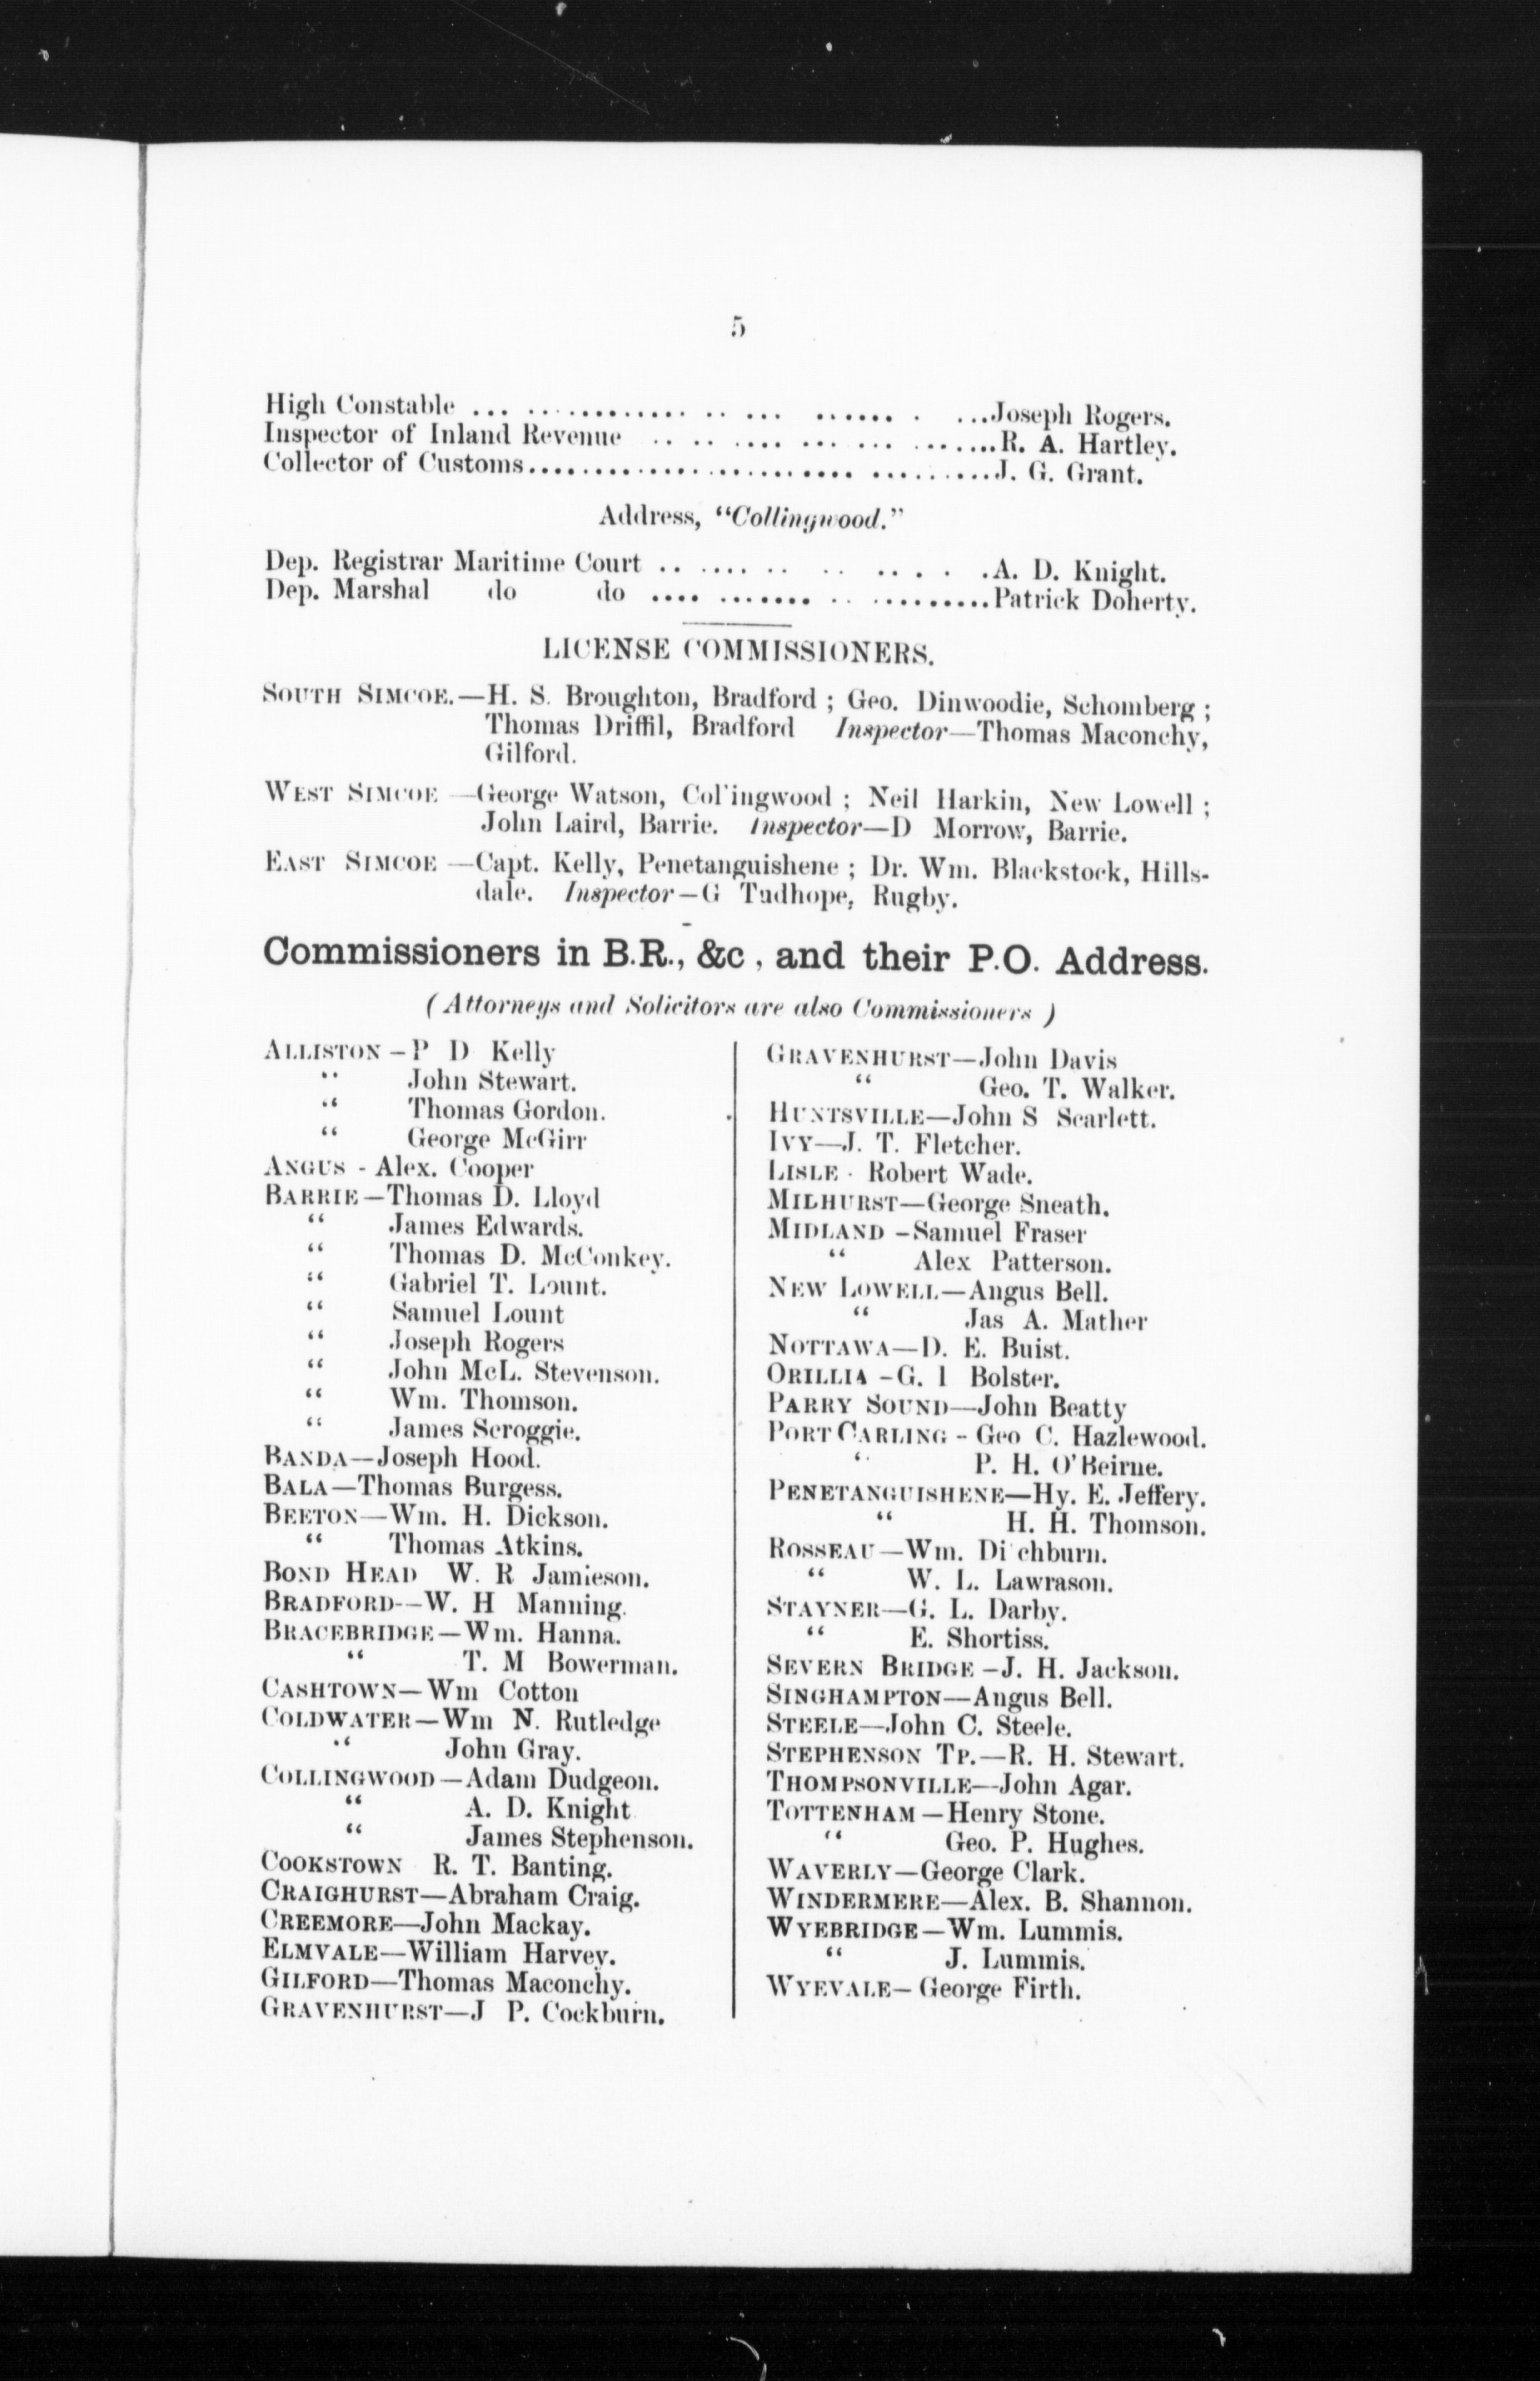 5
High Constable ... .. ............ .. ... ...... . ...Joseph Rogers.
Inspector of Inland Revenue .. .. .... ... ... .......R. A. Hartley.
Collector of Customs......................... ..........J. G. Grant.
Address, "Collingwood."
Dep. Registrar Maritime Court .. .... .. .. .. . . .A. D. Knight.
Dep. Marshal do do .... ....... .. ..........Patrick Doherty.
LICENSE COMMISSIONERS.
SOUTH SIMCOE.—H. S. Broughton, Bradford ; Geo. Dinwoodie, Schomberg ;
Thomas Driffil, Bradford Inspector—Thomas Maconchy,
Gilford.
WEST SIMCOE —George Watson, Col'ingwood ; Neil Harkin, New Lowell ;
John Laird, Barrie. Inspector—D Morrow, Barrie.
EAST SIMCOE —Capt. Kelly, Penetanguishene ; Dr. Wm. Blackstock, Hills-
dale. Inspector—G Tudhope, Rugby.
Commissioners in B.R., &c , and their P.O. Address.
( Attorneys and Solicitors are also Commissioners )
ALLISTON – P D Kelly
" John Stewart.
" Thomas Gordon.
" George McGirr
ANGUS - Alex. Cooper
BARRIE—Thomas D. Lloyd
" James Edwards.
" Thomas D. McConkey.
" Gabriel T. Lount.
" Samuel Lount
" Joseph Rogers
" John McL. Stevenson.
" Wm. Thomson.
" James Scroggie.
BANDA—Joseph Hood.
BALA—Thomas Burgess.
BEETON—Wm. H. Dickson.
" Thomas Atkins.
BOND HEAD W. R Jamieson.
BRADFORD—W. H Manning.
BRACEBRIDGE—Wm. Hanna.
" T. M Bowerman.
CASHTOWN—Wm Cotton
COLDWATER—Wm N. Rutledge
" John Gray.
COLLINGWOOD—Adam Dudgeon.
" A. D. Knight
" James Stephenson.
COOKSTOWN R. T. Banting.
CRAIGHURST—Abraham Craig.
CREEMORE—John Mackay.
ELMVALE—William Harvey.
GILFORD—Thomas Maconchy.
GRAVENHURST—J P. Cockburn.
GRAVENHURST—John Davis
" Geo. T. Walker.
HUNTSVILLE—John S Scarlett.
IVY—J. T. Fletcher.
LISLE - Robert Wade.
MILHURST—George Sneath.
MIDLAND –Samuel Fraser
" Alex Patterson.
NEW LOWELL—Angus Bell.
" Jas A. Mather
NOTTAWA—D. E. Buist.
ORILLIA –G. I Bolster.
PARRY SOUND—John Beatty
PORT CARLING - Geo C. Hazlewood.
" P. H. O'Beirne.
PENETANGUISHENE—Hy. E. Jeffery.
" H. H. Thomson.
ROSSEAU—Wm. Di chburn.
" W. L. Lawrason.
STAYNER—G. L. Darby.
" E. Shortiss.
SEVERN BRIDGE –J. H. Jackson.
SINGHAMPTON—Angus Bell.
STEELE—John C. Steele.
STEPHENSON TP.—R. H. Stewart.
THOMPSONVILLE—John Agar.
TOTTENHAM—Henry Stone.
" Geo. P. Hughes.
WAVERLY—George Clark.
WINDERMERE—Alex. B. Shannon.
WYEBRIDGE—Wm. Lummis.
" J. Lummis.
WYEVALE— George Firth.